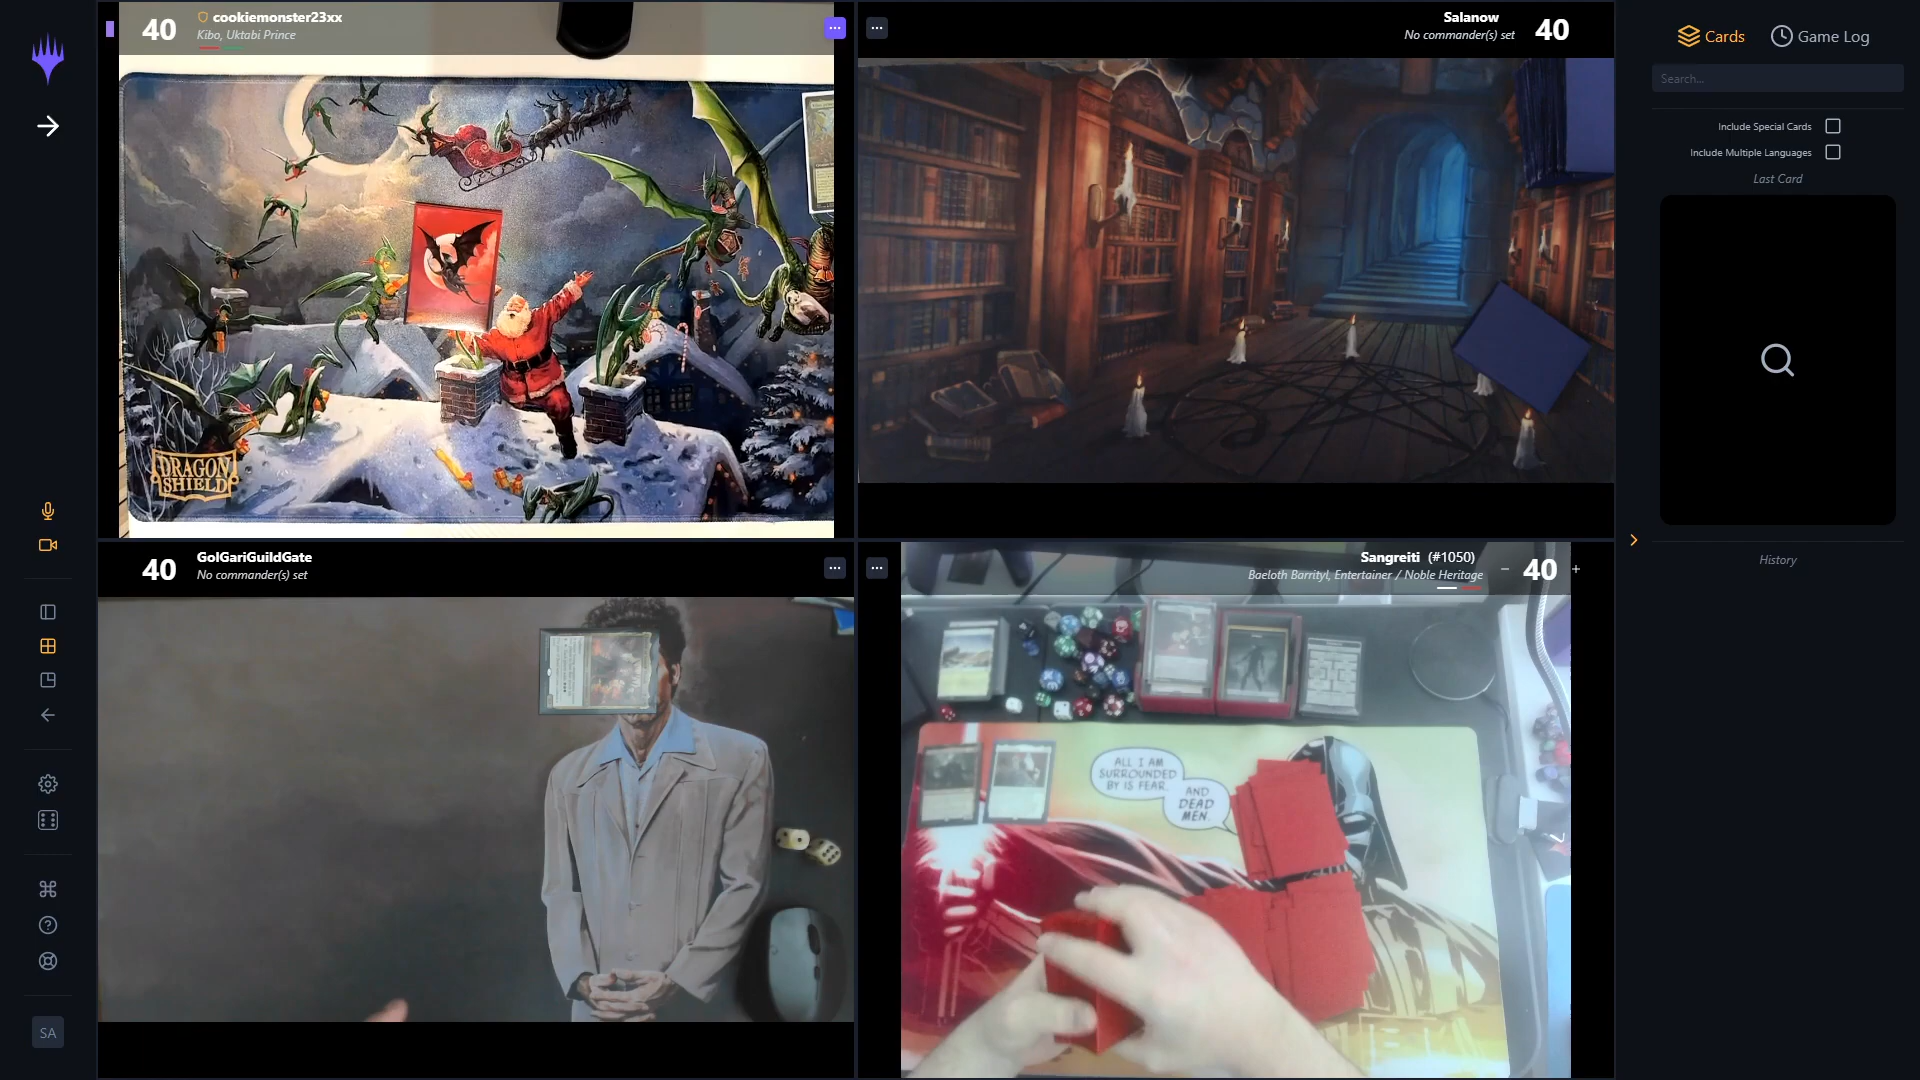 40
cookiemonster23xx
Kibo, Uktabi Prince
Salanow
No commander(s) set
40
Cards
Game Log
Search...
Include Special Cards
Include Multiple Languages
Last Card
DRAGON
SHIELD
40
GolGariGuildGate
No commander(s) set
Sangreiti (#1050)
Baeloth Barrityl, Entertainer / Noble Heritage
− 40 +
History
ALL I AM
SURROUNDED
BY IS FEAR.
AND
DEAD
MEN.
SA